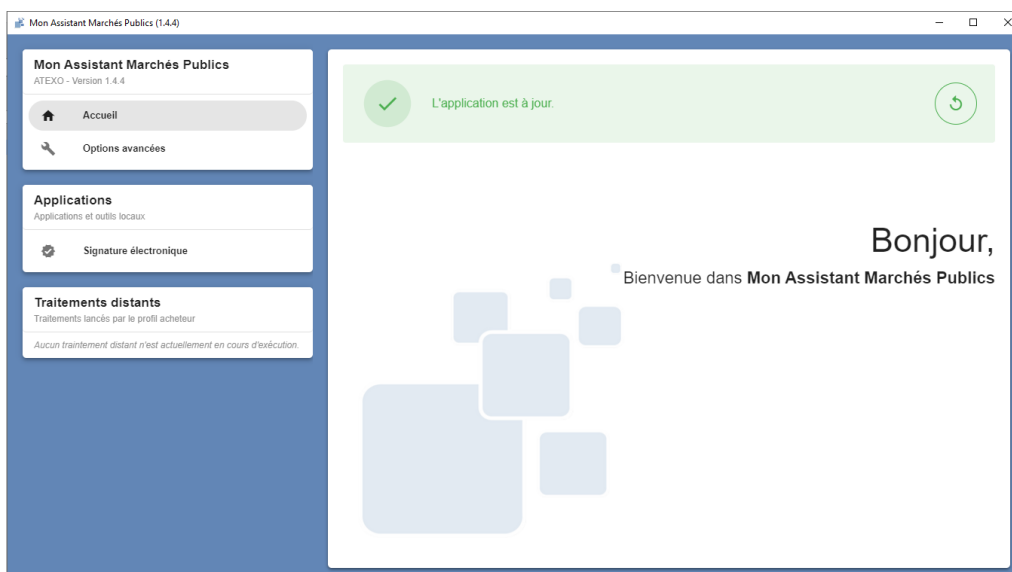 Mon Assistant Marchés Publics (1.4.4)
Mon Assistant Marchés Publics
ATEXO - Version 1.4.4
Accueil
Options avancées
Applications
Applications et outils locaux
Signature électronique
Traitements distants
Traitements lancés par le profil acheteur
Aucun traintement distant n'est actuellement en cours d'exécution.
L'application est à jour.
Bonjour,
Bienvenue dans Mon Assistant Marchés Publics